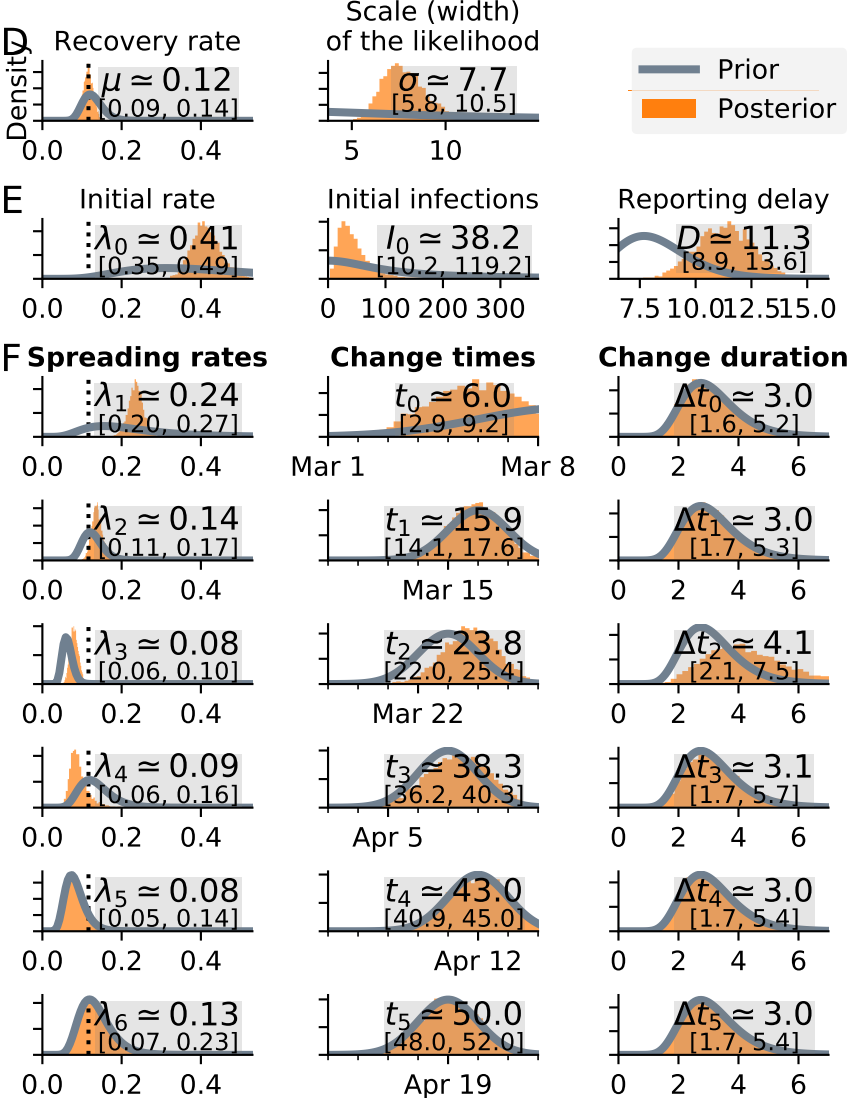 D
Recovery rate
Scale (width)
of the likelihood
Density
μ ≃ 0.12
[0.09, 0.14]
0.0 0.2 0.4
σ ≃ 7.7
[5.8, 10.5]
5 10
Prior
Posterior
E
Initial rate
λ0 ≃ 0.41
[0.35, 0.49]
0.0 0.2 0.4
Initial infections
I0 ≃ 38.2
[10.2, 119.2]
0 100 200 300
Reporting delay
D ≃ 11.3
[8.9, 13.6]
7.5 10.0 12.5 15.0
F
Spreading rates
Change times
Change duration
λ1 ≃ 0.24
[0.20, 0.27]
0.0 0.2 0.4
t0 ≃ 6.0
[2.9, 9.2]
Mar 1 Mar 8
Δt0 ≃ 3.0
[1.6, 5.2]
0 2 4 6
λ2 ≃ 0.14
[0.11, 0.17]
0.0 0.2 0.4
t1 ≃ 15.9
[14.1, 17.6]
Mar 15
Δt1 ≃ 3.0
[1.7, 5.3]
0 2 4 6
λ3 ≃ 0.08
[0.06, 0.10]
0.0 0.2 0.4
t2 ≃ 23.8
[22.0, 25.4]
Mar 22
Δt2 ≃ 4.1
[2.1, 7.5]
0 2 4 6
λ4 ≃ 0.09
[0.06, 0.16]
0.0 0.2 0.4
t3 ≃ 38.3
[36.2, 40.3]
Apr 5
Δt3 ≃ 3.1
[1.7, 5.7]
0 2 4 6
λ5 ≃ 0.08
[0.05, 0.14]
0.0 0.2 0.4
t4 ≃ 43.0
[40.9, 45.0]
Apr 12
Δt4 ≃ 3.0
[1.7, 5.4]
0 2 4 6
λ6 ≃ 0.13
[0.07, 0.23]
0.0 0.2 0.4
t5 ≃ 50.0
[48.0, 52.0]
Apr 19
Δt5 ≃ 3.0
[1.7, 5.4]
0 2 4 6